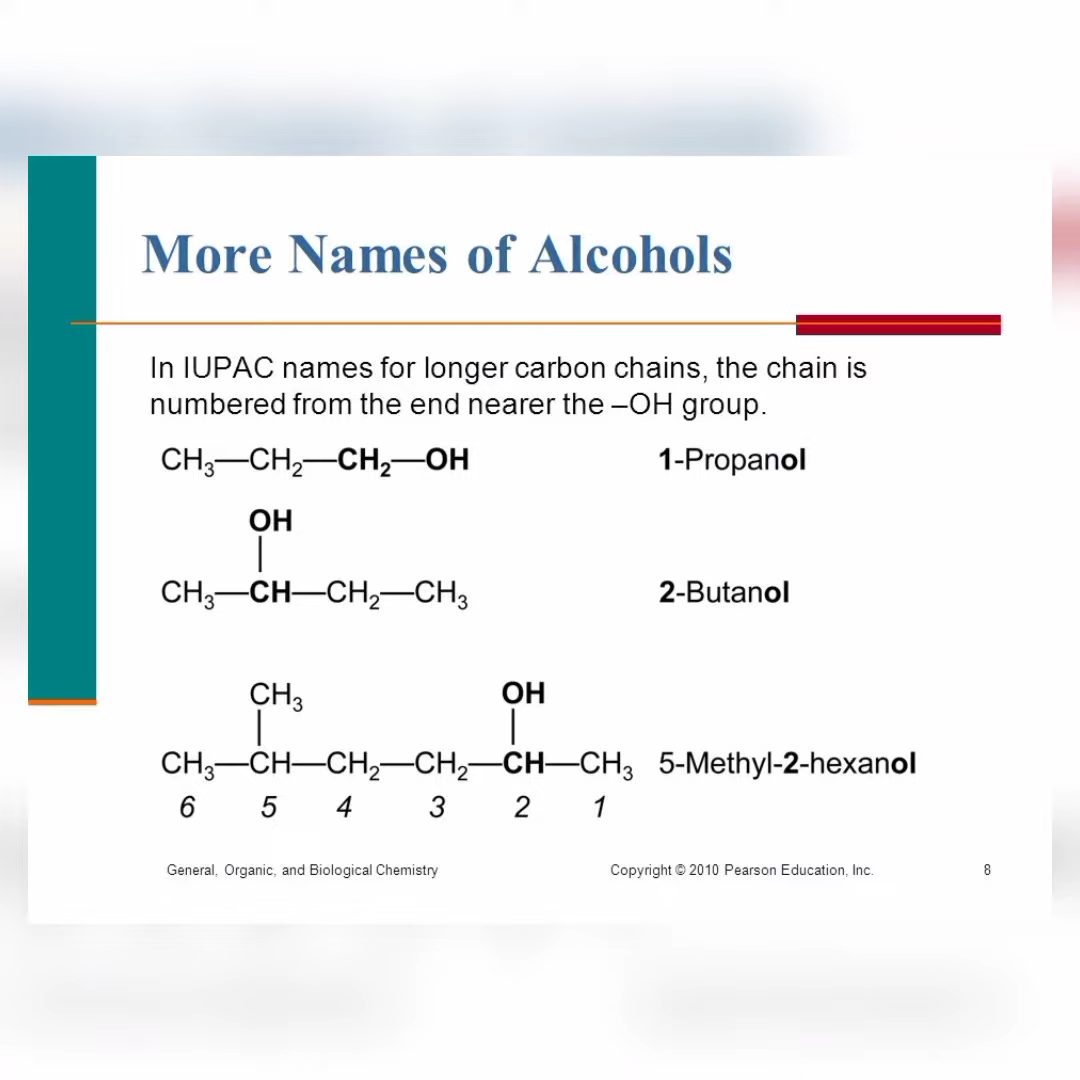 More Names of Alcohols
In IUPAC names for longer carbon chains, the chain is
numbered from the end nearer the –OH group.
CH₃—CH₂—CH₂—OH 1-Propanol
OH
CH₃—CH—CH₂—CH₃ 2-Butanol
CH₃ OH
CH₃—CH—CH₂—CH₂—CH—CH₃ 5-Methyl-2-hexanol
6 5 4 3 2 1
General, Organic, and Biological Chemistry Copyright © 2010 Pearson Education, Inc. 8